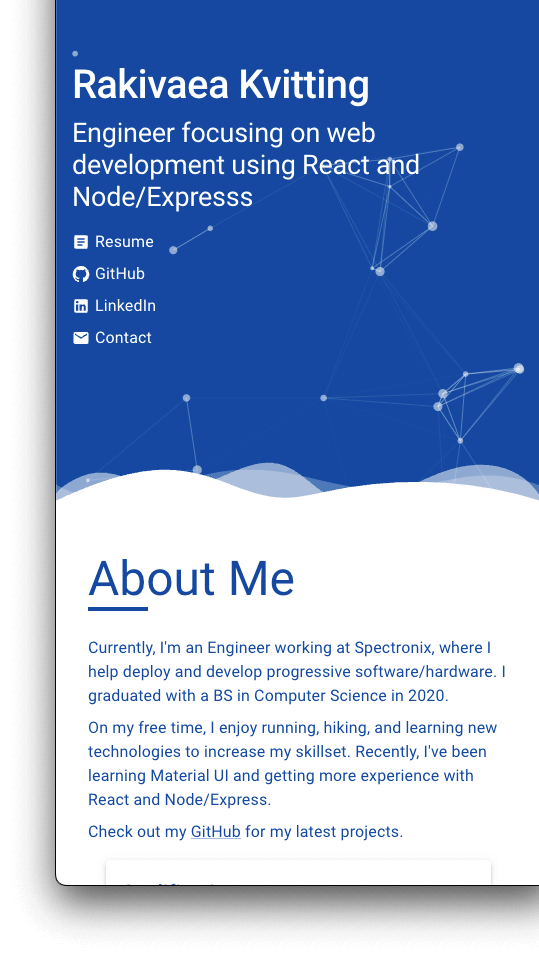 Rakivaea Kvitting
Engineer focusing on web
development using React and
Node/Expresss
Resume
GitHub
LinkedIn
Contact
About Me
Currently, I'm an Engineer working at Spectronix, where I
help deploy and develop progressive software/hardware. I
graduated with a BS in Computer Science in 2020.
On my free time, I enjoy running, hiking, and learning new
technologies to increase my skillset. Recently, I've been
learning Material UI and getting more experience with
React and Node/Express.
Check out my GitHub for my latest projects.